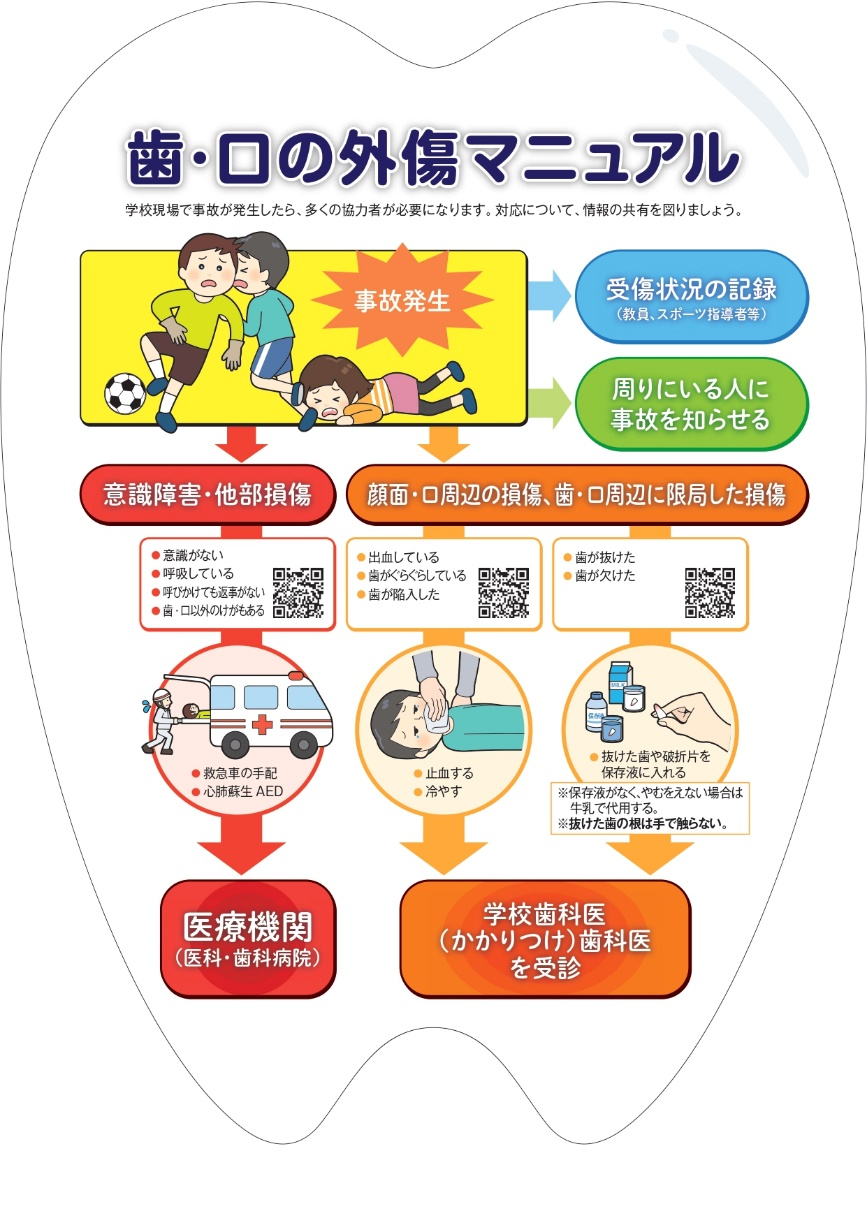 歯・口の外傷マニュアル
学校現場で事故が発生したら、多くの協力者が必要になります。対応について、情報の共有を図りましょう。
事故発生
受傷状況の記録
（教員、スポーツ指導者等）
周りにいる人に
事故を知らせる
意識障害・他部損傷
顔面・口周辺の損傷、歯・口周辺に限局した損傷
●意識がない
●呼吸している
●呼びかけても返事がない
●歯・口以外のけがもある
●出血している
●歯がぐらぐらしている
●歯が陥入した
●歯が抜けた
●歯が欠けた
●救急車の手配
●心肺蘇生 AED
●止血する
●冷やす
MILK
保存液
●抜けた歯や破折片を
保存液に入れる
※保存液がなく、やむをえない場合は
牛乳で代用する。
※抜けた歯の根は手で触らない。
医療機関
（医科・歯科病院）
学校歯科医
（かかりつけ）歯科医
を受診